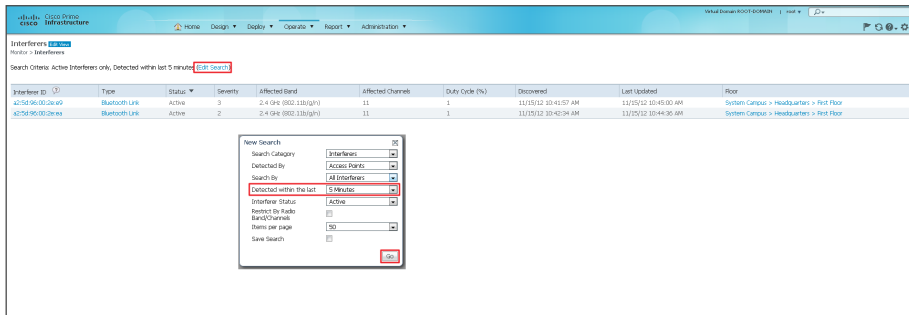 Virtual Domain ROOT-DOMAIN | root
cisco Cisco Prime Infrastructure
Home Design Deploy Operate Report Administration
Interferers Edit View
Monitor > Interferers
Search Criteria: Active Interferers only, Detected within last 5 minutes (Edit Search)
Interferer ID Type Status Severity Affected Band Affected Channels Duty Cycle (%) Discovered Last Updated Floor
a2:5d:96:00:2e:e9 Bluetooth Link Active 3 2.4 GHz (802.11b/g/n) 11 1 11/15/12 10:41:57 AM 11/15/12 10:45:00 AM System Campus > Headquarters > First Floor
a2:5d:96:00:2e:ea Bluetooth Link Active 2 2.4 GHz (802.11b/g/n) 11 1 11/15/12 10:42:34 AM 11/15/12 10:44:36 AM System Campus > Headquarters > First Floor
New Search
Search Category Interferers
Detected By Access Points
Search By All Interferers
Detected within the last 5 Minutes
Interferer Status Active
Restrict By Radio
Band/Channels
Items per page 50
Save Search
Go